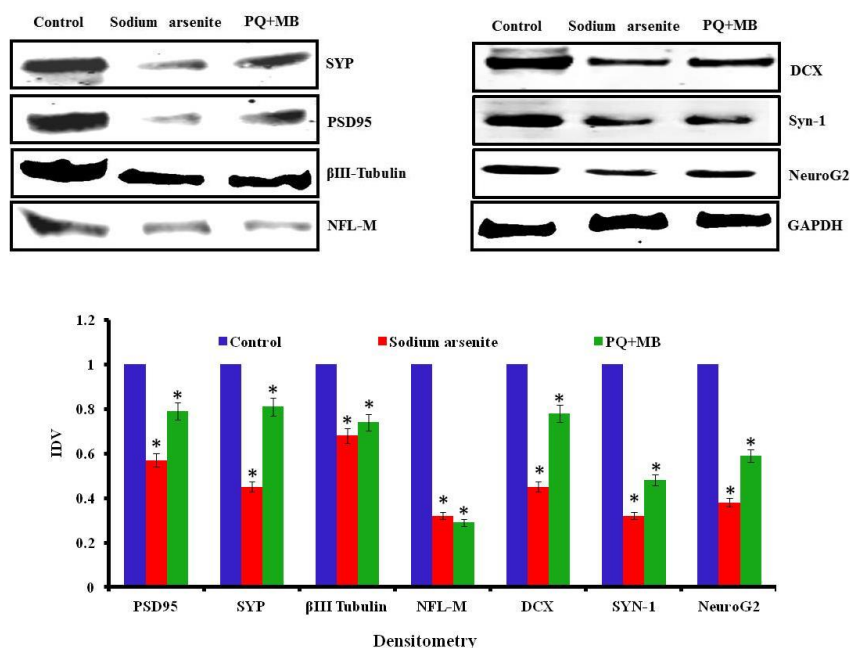 Control Sodium arsenite PQ+MB
SYP
PSD95
βIII-Tubulin
NFL-M
Control Sodium arsenite PQ+MB
DCX
Syn-1
NeuroG2
GAPDH
1.2
1
0.8
0.6
0.4
0.2
0
IDV
Control Sodium arsenite PQ+MB
* * * * * * * * * * * * * *
PSD95 SYP βIII Tubulin NFL-M DCX SYN-1 NeuroG2
Densitometry